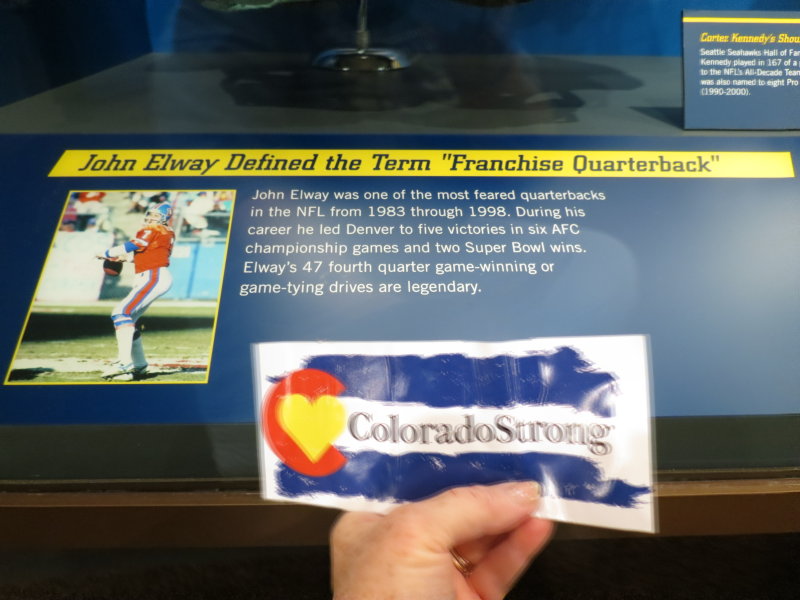 John Elway Defined the Term "Franchise Quarterback"
John Elway was one of the most feared quarterbacks
in the NFL from 1983 through 1998. During his
career he led Denver to five victories in six AFC
championship games and two Super Bowl wins.
Elway's 47 fourth quarter game-winning or
game-tying drives are legendary.
Cortez Kennedy's
Seattle Seahawks Hall of
Kennedy played in 167 of a
to the NFL's All-Decade Team
was also named to eight Pro
(1990-2000).
ColoradoStrong